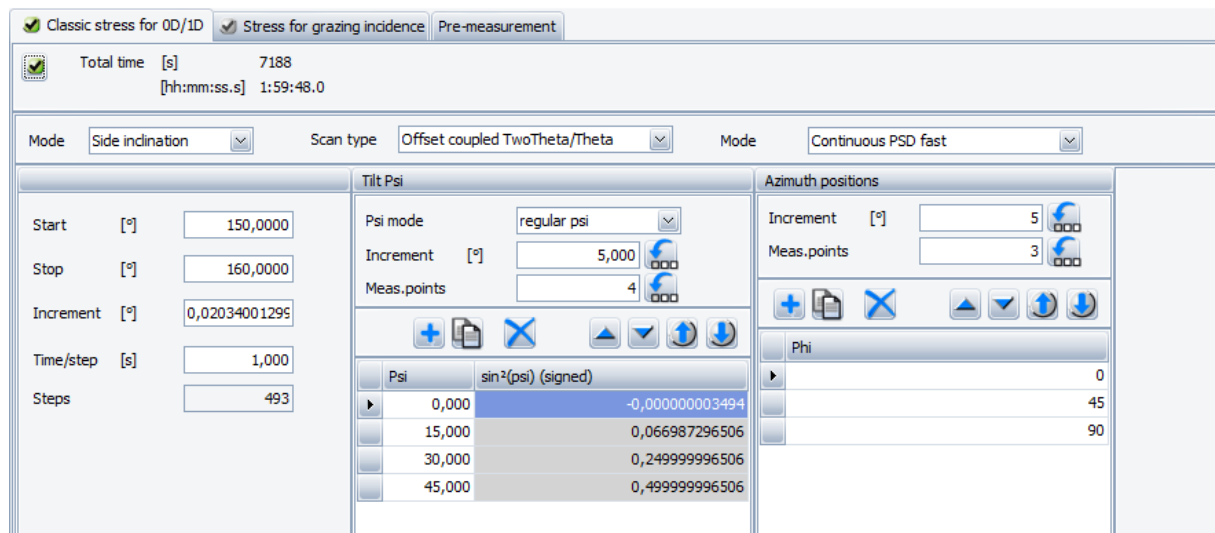 Classic stress for 0D/1D Stress for grazing incidence Pre-measurement
Total time [s] 7188
[hh:mm:ss.s] 1:59:48.0
Mode Side inclination Scan type Offset coupled TwoTheta/Theta Mode Continuous PSD fast
Tilt Psi Azimuth positions
Start [°] 150,0000 Psi mode regular psi Increment [°] 5
Increment [°] 5,000 Meas.points 3
Stop [°] 160,0000 Meas.points 4
Increment [°] 0,02034001299
Time/step [s] 1,000
Steps 493
Psi sin²(psi) (signed)
0,000 -0,000000003494
15,000 0,066987296506
30,000 0,249999996506
45,000 0,499999996506
Phi
0
45
90